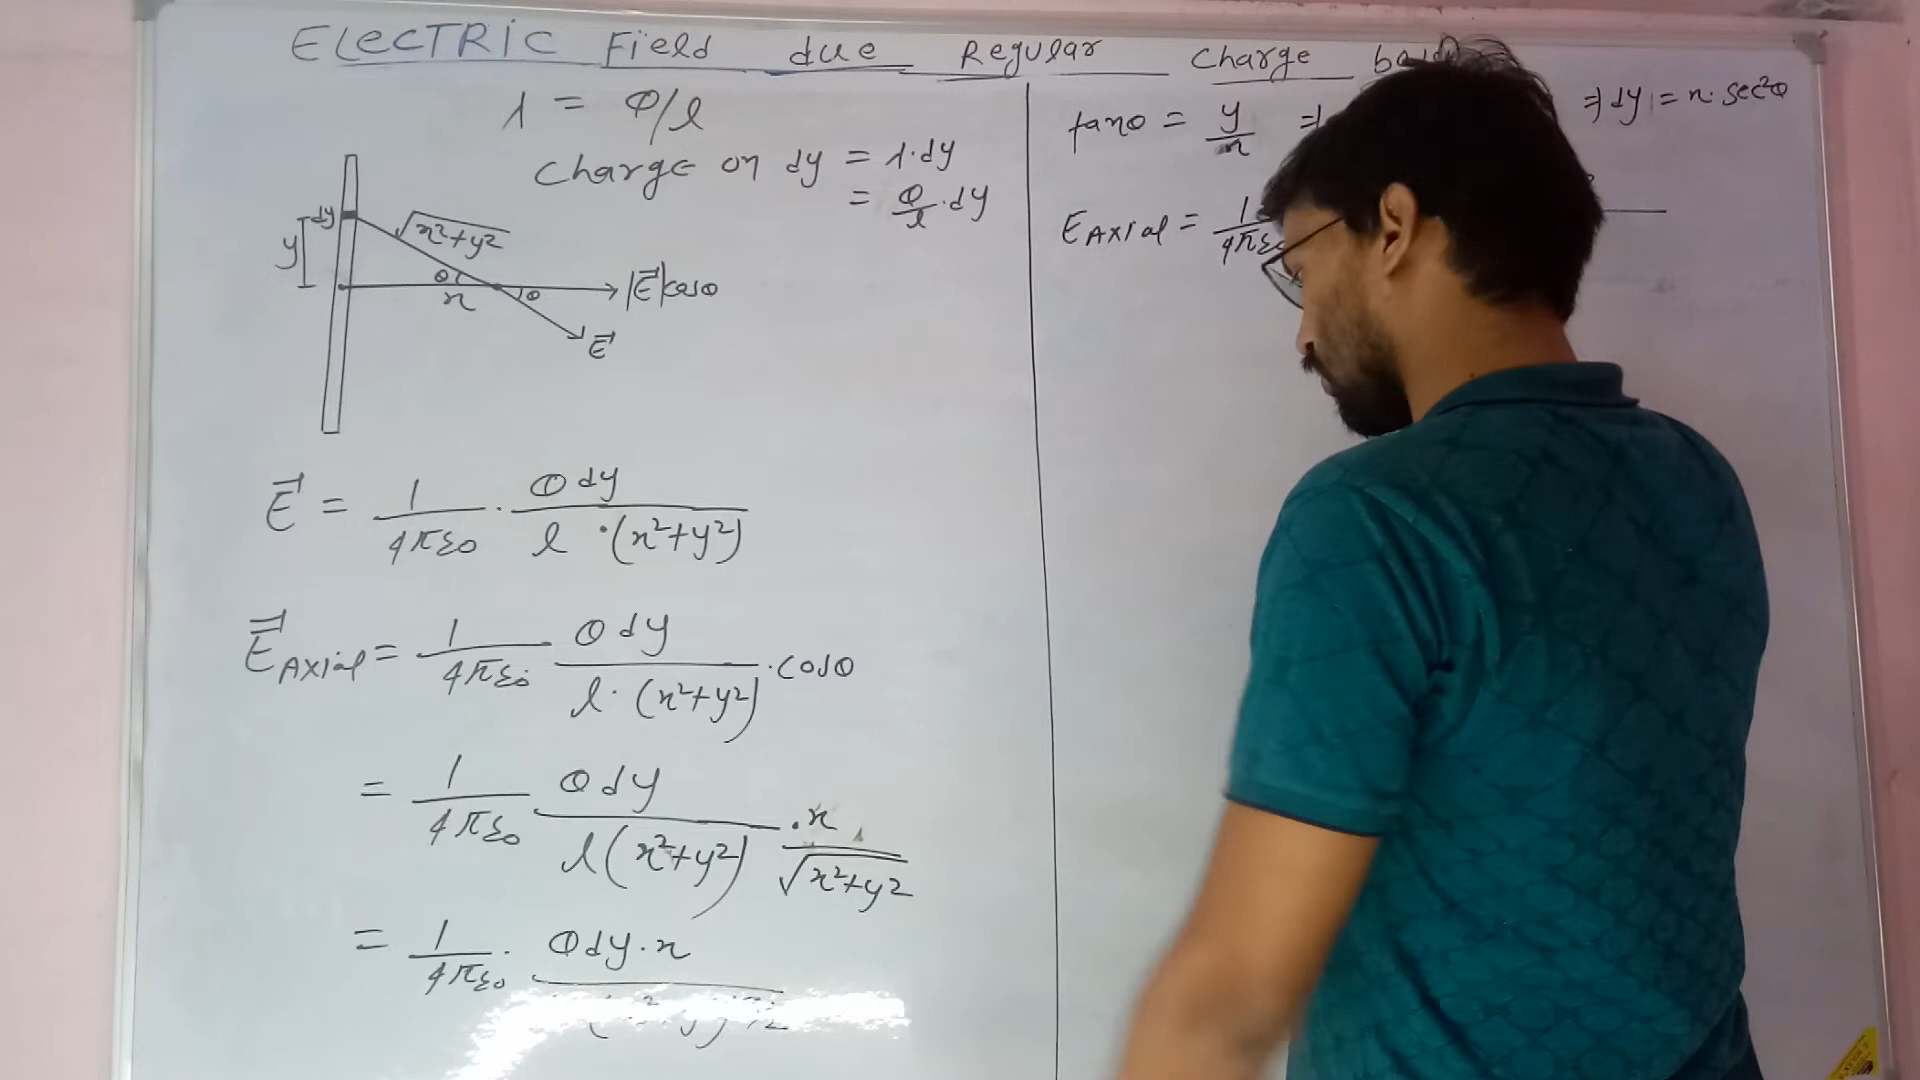 ELECTRIC Field due Regular Charge
λ = Q/l
Charge on dy = λ·dy
= Q/l · dy
dy
y
√x²+y²
θ
x
θ
|E⃗|cosθ
E⃗
E⃗ = 1/4πε0 · Q dy / l ·(x²+y²)
E⃗ Axial = 1/4πε0 Q dy / l·(x²+y²) ·cosθ
= 1/4πε0 Q dy / l(x²+y²) · x / √x²+y²
= 1/4πε0 · Q dy·x
tanθ = y/x ⇒
⇒ dy = x·sec²θ
E Axial = 1/4πε